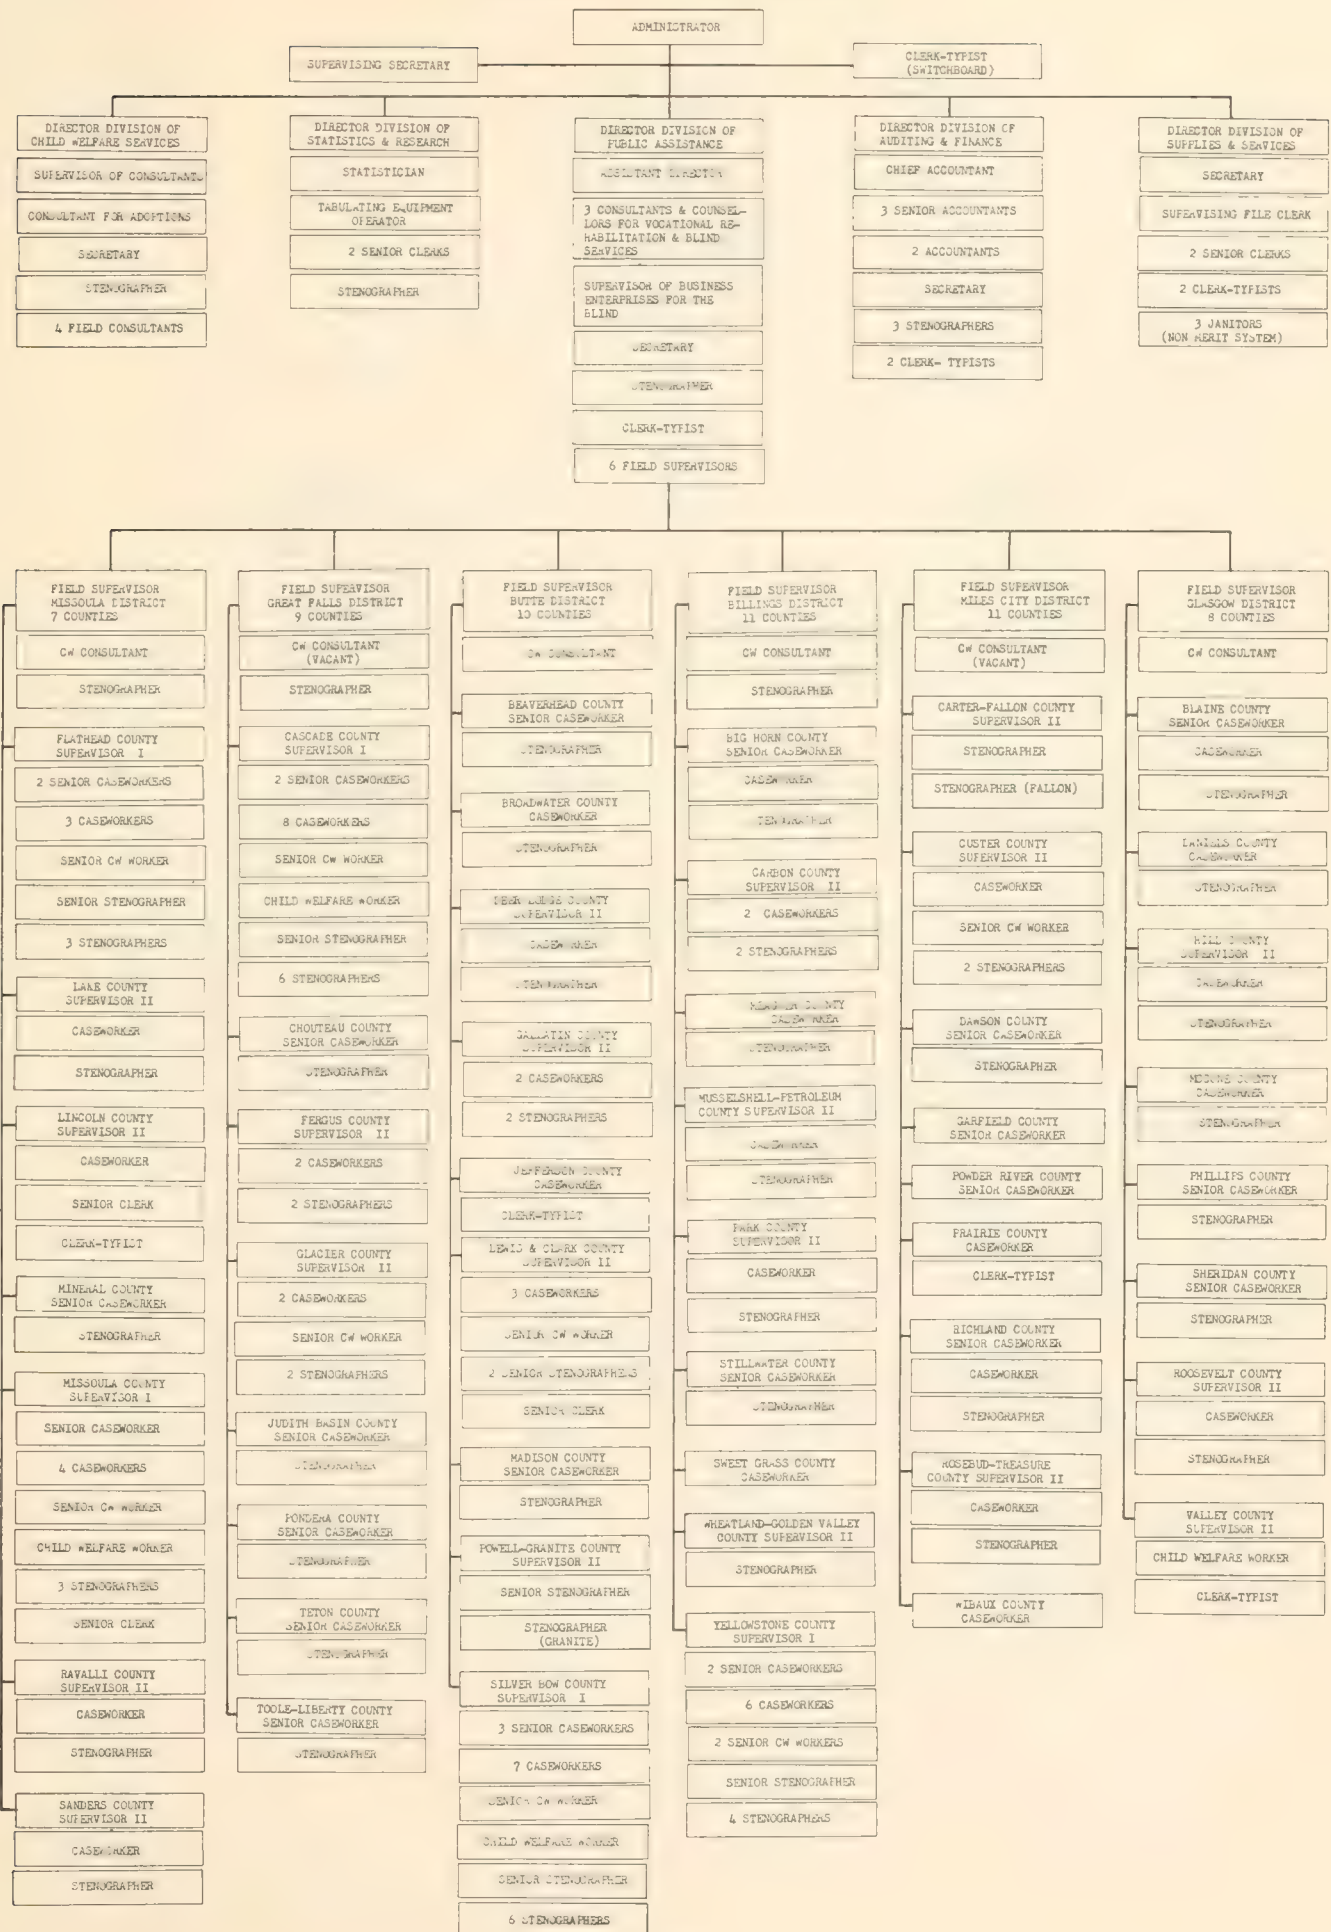 ADMINISTRATOR
SUPERVISING SECRETARY
CLERK-TYPIST
(SWITCHBOARD)
DIRECTOR DIVISION OF
CHILD WELFARE SERVICES
SUPERVISOR OF CONSULTANTS
CONSULTANT FOR ADOPTIONS
SECRETARY
STENOGRAPHER
4 FIELD CONSULTANTS
DIRECTOR DIVISION OF
STATISTICS & RESEARCH
STATISTICIAN
TABULATING EQUIPMENT
OPERATOR
2 SENIOR CLERKS
STENOGRAPHER
DIRECTOR DIVISION OF
PUBLIC ASSISTANCE
ASSISTANT DIRECTOR
3 CONSULTANTS & COUNSEL-
LORS FOR VOCATIONAL RE-
HABILITATION & BLIND
SERVICES
SUPERVISOR OF BUSINESS
ENTERPRISES FOR THE
BLIND
SECRETARY
STENOGRAPHER
CLERK-TYPIST
6 FIELD SUPERVISORS
DIRECTOR DIVISION OF
AUDITING & FINANCE
CHIEF ACCOUNTANT
3 SENIOR ACCOUNTANTS
2 ACCOUNTANTS
SECRETARY
3 STENOGRAPHERS
2 CLERK- TYPISTS
DIRECTOR DIVISION OF
SUPPLIES & SERVICES
SECRETARY
SUPERVISING FILE CLERK
2 SENIOR CLERKS
2 CLERK-TYPISTS
3 JANITORS
(NON MERIT SYSTEM)
FIELD SUPERVISOR
MISSOULA DISTRICT
7 COUNTIES
CW CONSULTANT
STENOGRAPHER
FLATHEAD COUNTY
SUPERVISOR I
2 SENIOR CASEWORKERS
3 CASEWORKERS
SENIOR CW WORKER
SENIOR STENOGRAPHER
3 STENOGRAPHERS
LAKE COUNTY
SUPERVISOR II
CASEWORKER
STENOGRAPHER
LINCOLN COUNTY
SUPERVISOR II
CASEWORKER
SENIOR CLERK
CLERK-TYPIST
MINERAL COUNTY
SENIOR CASEWORKER
STENOGRAPHER
MISSOULA COUNTY
SUPERVISOR I
SENIOR CASEWORKER
4 CASEWORKERS
SENIOR CW WORKER
CHILD WELFARE WORKER
3 STENOGRAPHERS
SENIOR CLERK
RAVALLI COUNTY
SUPERVISOR II
CASEWORKER
STENOGRAPHER
SANDERS COUNTY
SUPERVISOR II
CASEWORKER
STENOGRAPHER
FIELD SUPERVISOR
GREAT FALLS DISTRICT
9 COUNTIES
CW CONSULTANT
(VACANT)
STENOGRAPHER
CASCADE COUNTY
SUPERVISOR I
2 SENIOR CASEWORKERS
8 CASEWORKERS
SENIOR CW WORKER
CHILD WELFARE WORKER
SENIOR STENOGRAPHER
6 STENOGRAPHERS
CHOUTEAU COUNTY
SENIOR CASEWORKER
STENOGRAPHER
FERGUS COUNTY
SUPERVISOR II
2 CASEWORKERS
2 STENOGRAPHERS
GLACIER COUNTY
SUPERVISOR II
2 CASEWORKERS
SENIOR CW WORKER
2 STENOGRAPHERS
JUDITH BASIN COUNTY
SENIOR CASEWORKER
STENOGRAPHER
PONDERA COUNTY
SENIOR CASEWORKER
STENOGRAPHER
TETON COUNTY
SENIOR CASEWORKER
STENOGRAPHER
TOOLE-LIBERTY COUNTY
SENIOR CASEWORKER
STENOGRAPHER
FIELD SUPERVISOR
BUTTE DISTRICT
10 COUNTIES
CW CONSULTANT
BEAVERHEAD COUNTY
SENIOR CASEWORKER
STENOGRAPHER
BROADWATER COUNTY
CASEWORKER
STENOGRAPHER
DEER LODGE COUNTY
SUPERVISOR II
CASEWORKER
STENOGRAPHER
GALLATIN COUNTY
SUPERVISOR II
2 CASEWORKERS
2 STENOGRAPHERS
JEFFERSON COUNTY
CASEWORKER
CLERK-TYPIST
LEWIS & CLARK COUNTY
SUPERVISOR II
3 CASEWORKERS
SENIOR CW WORKER
2 SENIOR STENOGRAPHERS
SENIOR CLERK
MADISON COUNTY
SENIOR CASEWORKER
STENOGRAPHER
POWELL-GRANITE COUNTY
SUPERVISOR II
SENIOR STENOGRAPHER
STENOGRAPHER
(GRANITE)
SILVER BOW COUNTY
SUPERVISOR I
3 SENIOR CASEWORKERS
7 CASEWORKERS
SENIOR CW WORKER
CHILD WELFARE WORKER
SENIOR STENOGRAPHER
6 STENOGRAPHERS
FIELD SUPERVISOR
BILLINGS DISTRICT
11 COUNTIES
CW CONSULTANT
STENOGRAPHER
BIG HORN COUNTY
SENIOR CASEWORKER
CASEWORKER
STENOGRAPHER
CARBON COUNTY
SUPERVISOR II
2 CASEWORKERS
2 STENOGRAPHERS
MEAGHER COUNTY
CASEWORKER
STENOGRAPHER
MUSSELSHELL-PETROLEUM
COUNTY SUPERVISOR II
CASEWORKER
STENOGRAPHER
PARK COUNTY
SUPERVISOR II
CASEWORKER
STENOGRAPHER
STILLWATER COUNTY
SENIOR CASEWORKER
STENOGRAPHER
SWEET GRASS COUNTY
CASEWORKER
WHEATLAND-GOLDEN VALLEY
COUNTY SUPERVISOR II
STENOGRAPHER
YELLOWSTONE COUNTY
SUPERVISOR I
2 SENIOR CASEWORKERS
6 CASEWORKERS
2 SENIOR CW WORKERS
SENIOR STENOGRAPHER
4 STENOGRAPHERS
FIELD SUPERVISOR
MILES CITY DISTRICT
11 COUNTIES
CW CONSULTANT
(VACANT)
CARTER-FALLON COUNTY
SUPERVISOR II
STENOGRAPHER
STENOGRAPHER (FALLON)
CUSTER COUNTY
SUPERVISOR II
CASEWORKER
SENIOR CW WORKER
2 STENOGRAPHERS
DAWSON COUNTY
SENIOR CASEWORKER
STENOGRAPHER
GARFIELD COUNTY
SENIOR CASEWORKER
POWDER RIVER COUNTY
SENIOR CASEWORKER
PRAIRIE COUNTY
CASEWORKER
CLERK-TYPIST
RICHLAND COUNTY
SENIOR CASEWORKER
CASEWORKER
STENOGRAPHER
ROSEBUD-TREASURE
COUNTY SUPERVISOR II
CASEWORKER
STENOGRAPHER
WIBAUX COUNTY
CASEWORKER
FIELD SUPERVISOR
GLASGOW DISTRICT
8 COUNTIES
CW CONSULTANT
BLAINE COUNTY
SENIOR CASEWORKER
CASEWORKER
STENOGRAPHER
DANIELS COUNTY
CASEWORKER
STENOGRAPHER
HILL COUNTY
SUPERVISOR II
CASEWORKER
STENOGRAPHER
MCCONE COUNTY
CASEWORKER
STENOGRAPHER
PHILLIPS COUNTY
SENIOR CASEWORKER
STENOGRAPHER
SHERIDAN COUNTY
SENIOR CASEWORKER
STENOGRAPHER
ROOSEVELT COUNTY
SUPERVISOR II
CASEWORKER
STENOGRAPHER
VALLEY COUNTY
SUPERVISOR II
CHILD WELFARE WORKER
CLERK-TYPIST